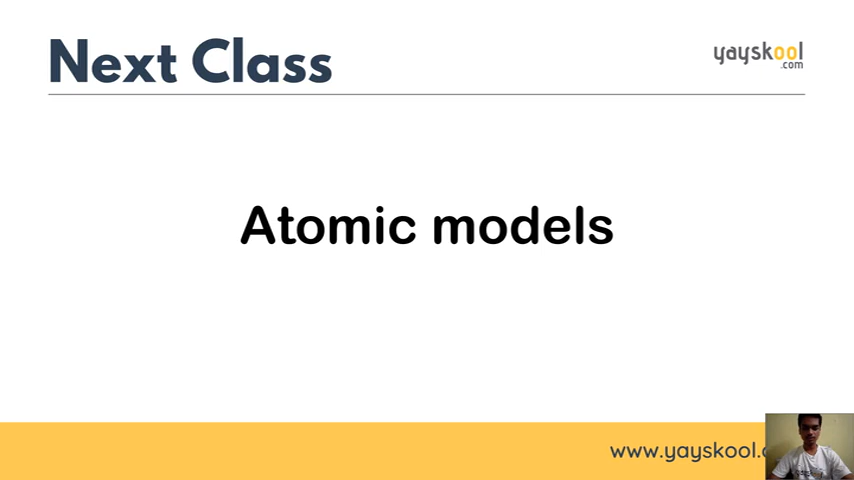 Next Class
yayskool
.com
Atomic models
www.yayskool.